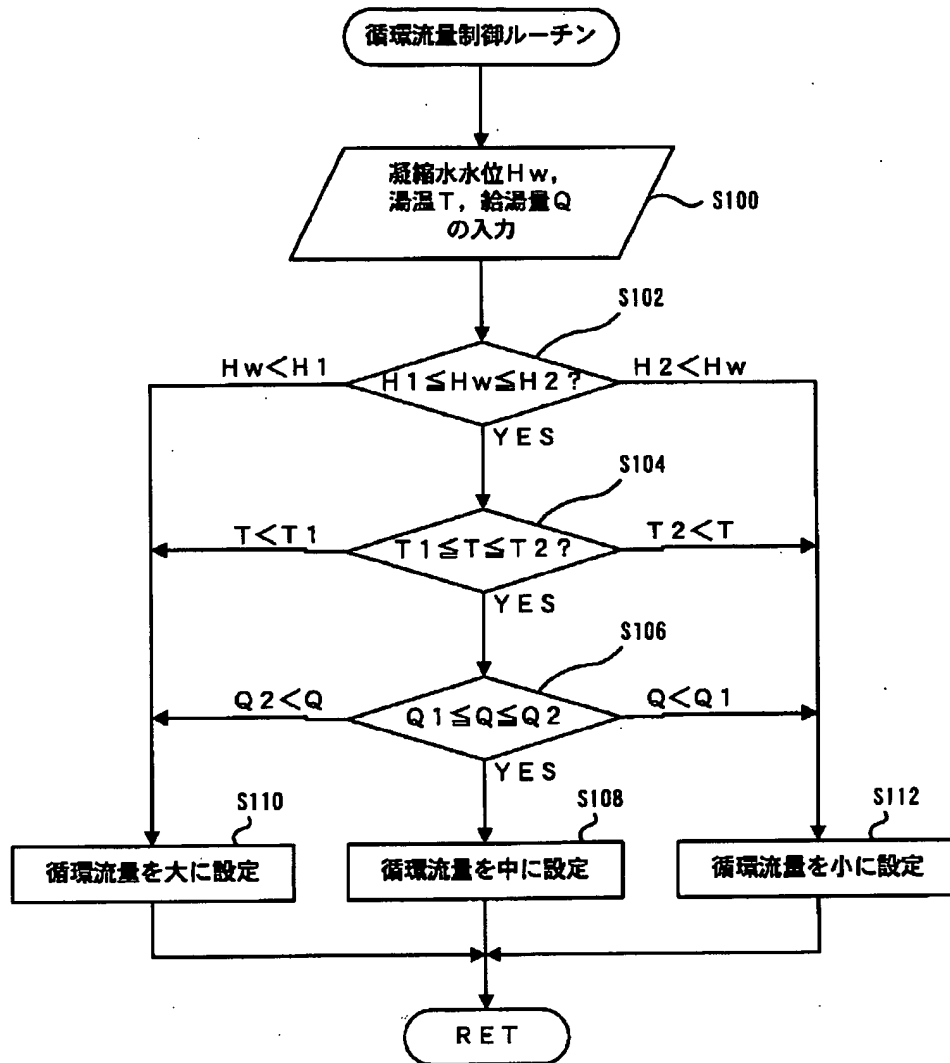 循環流量制御ルーチン
凝縮水水位Hw,
湯温T, 給湯量Q
の入力
S100
S102
Hw<H1
H1≦Hw≦H2?
H2<Hw
YES
S104
T<T1
T1≦T≦T2?
T2<T
YES
S106
Q2<Q
Q1≦Q≦Q2
Q<Q1
YES
S110
S108
S112
循環流量を大に設定
循環流量を中に設定
循環流量を小に設定
RET